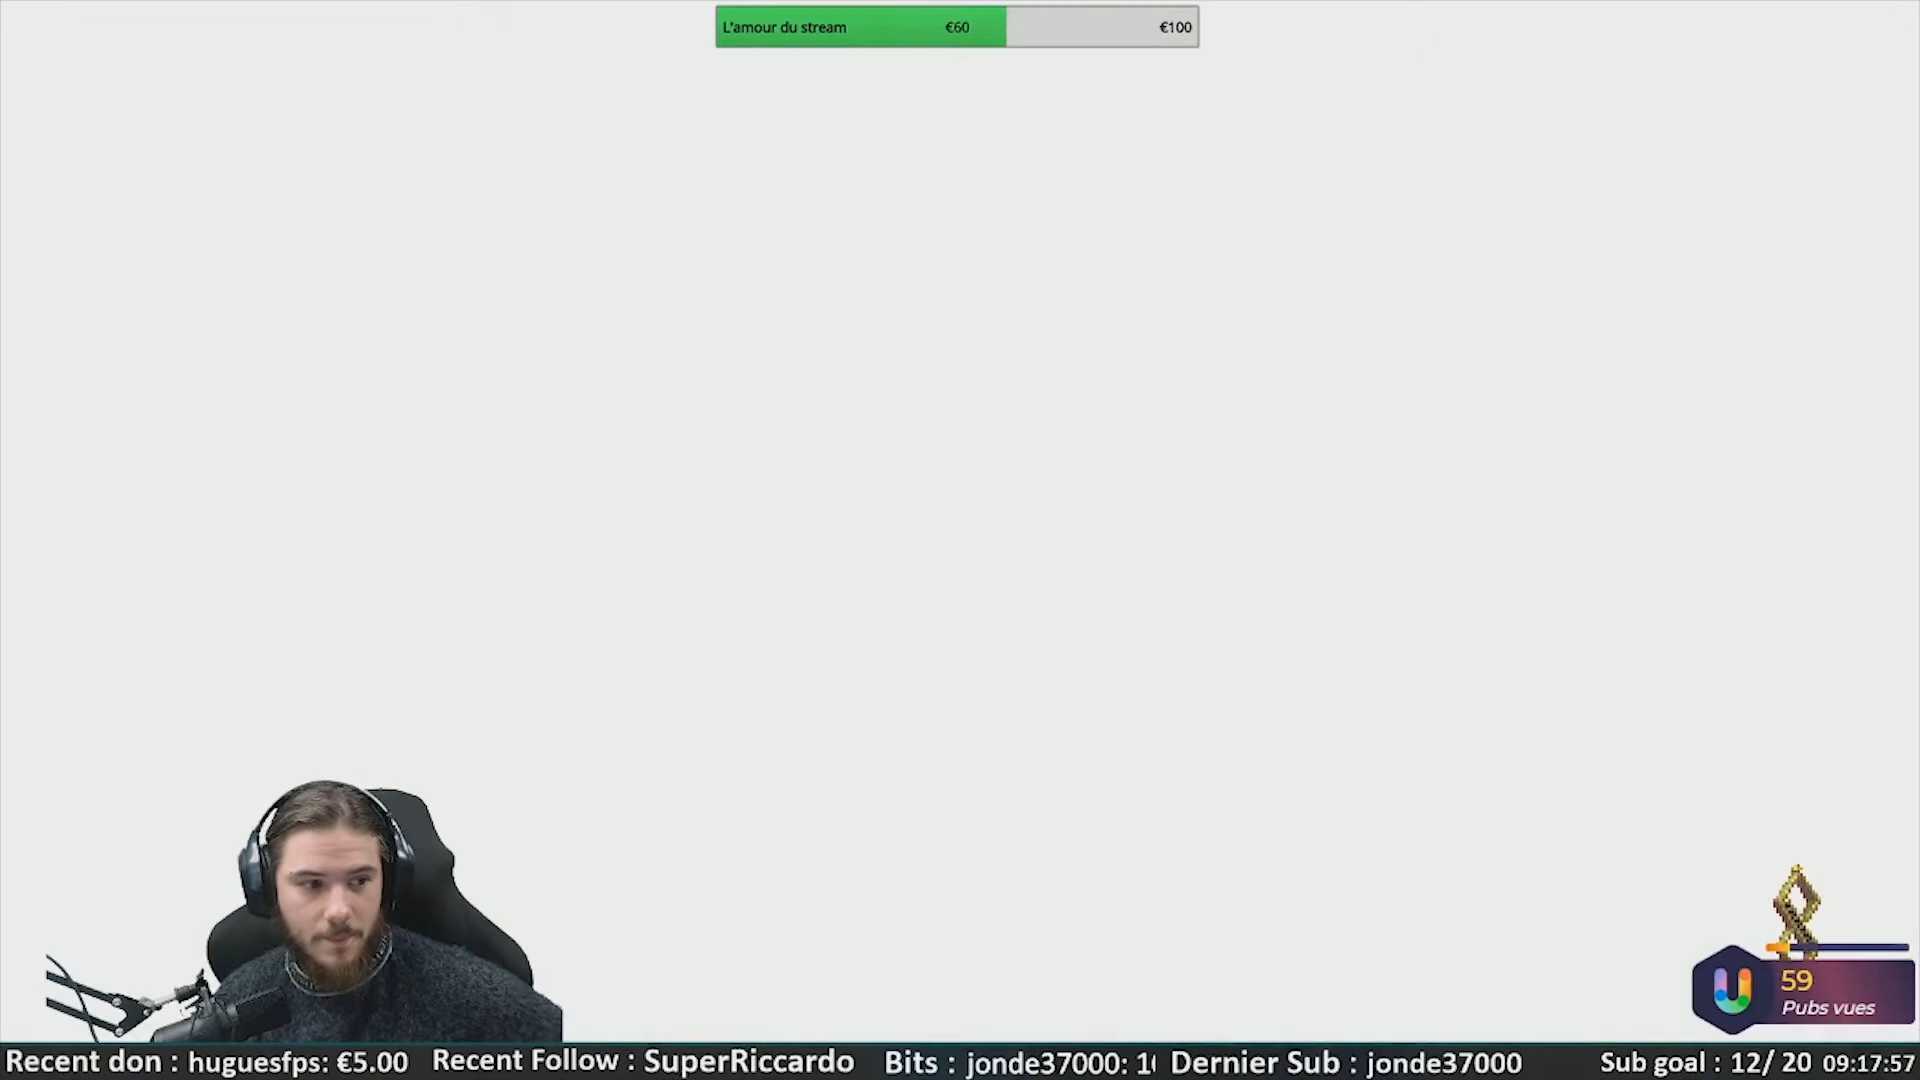 L'amour du stream €60 €100
59
Pubs vues
Recent don : huguesfps: €5.00 Recent Follow : SuperRiccardo Bits : jonde37000: Dernier Sub : jonde37000 Sub goal : 12/ 20 09:17:57